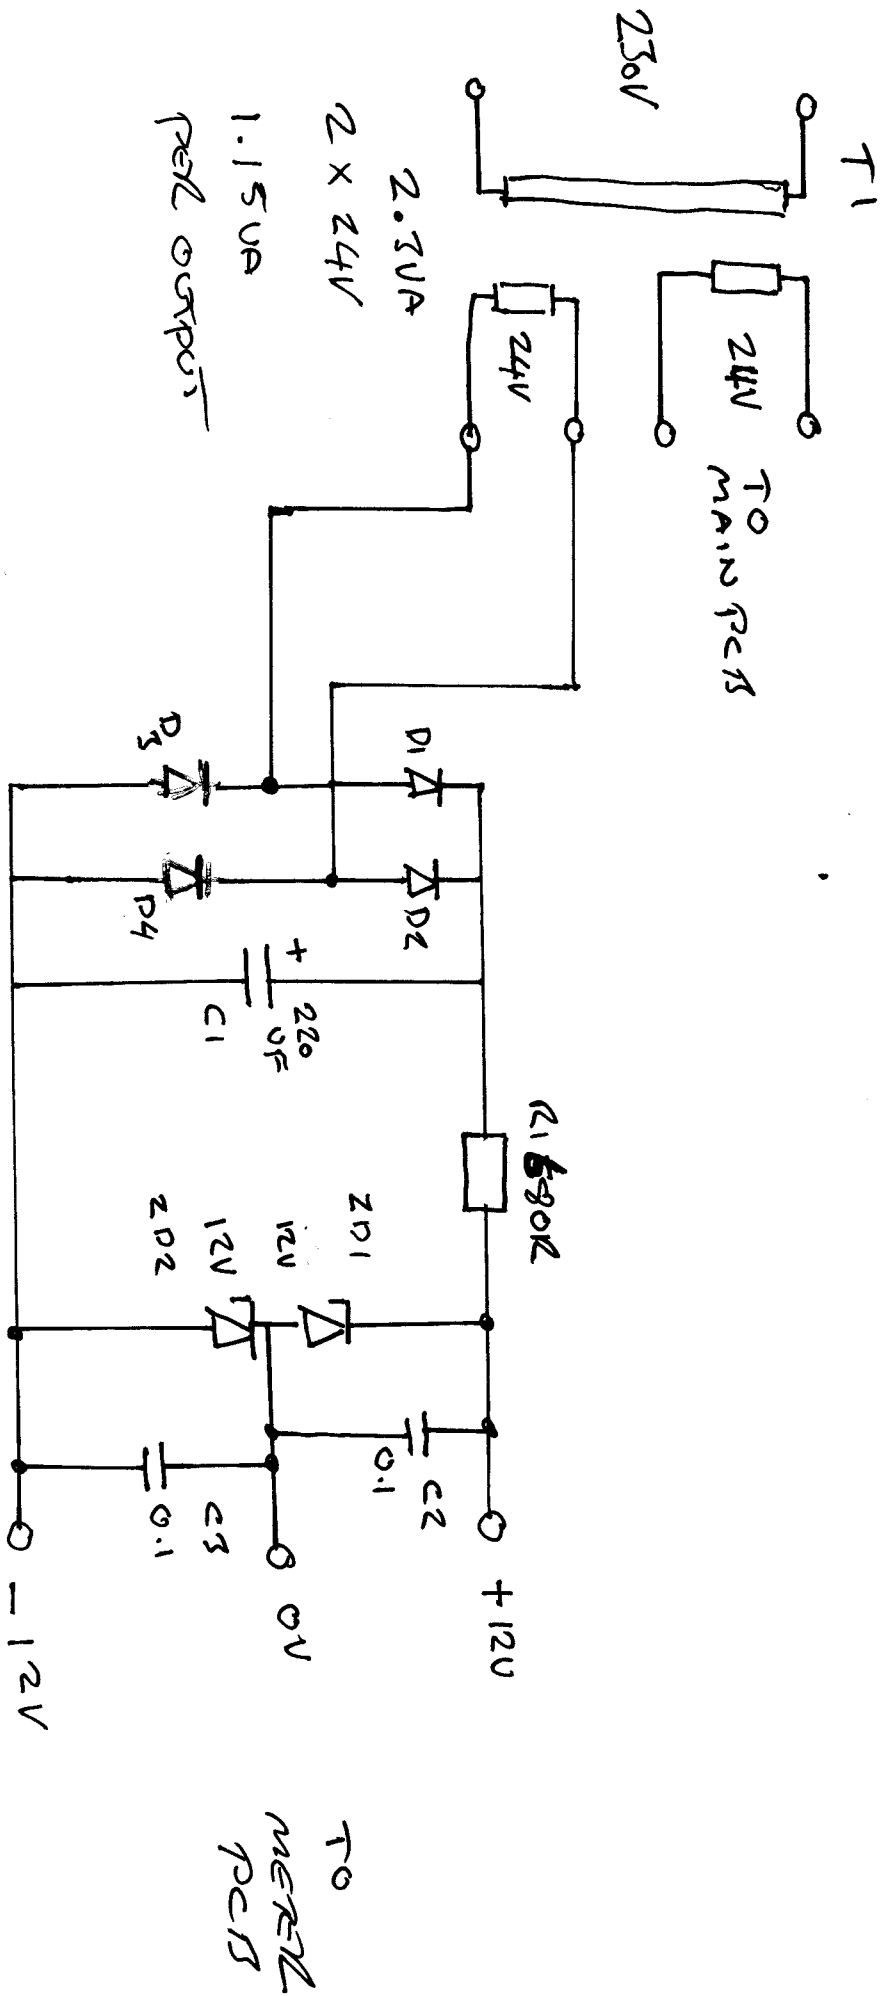 T1
230V
24V
TO
MAIN PCB
24V
2.3VA
2 X 24V
1.15VA
PER OUTPUT
D1
D2
D3
D4
+
220
UF
C1
R1 680R
ZD1
12V
12V
ZD2
C2
0.1
C3
0.1
+12V
0V
-12V
TO
METER
PCB